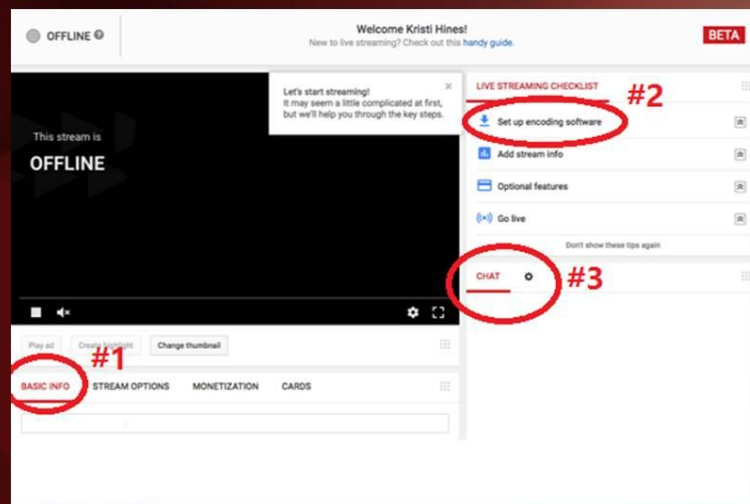 OFFLINE
Welcome Kristi Hines!
New to live streaming? Check out this handy guide.
BETA
This stream is
OFFLINE
Let's start streaming!
It may seem a little complicated at first,
but we'll help you through the key steps.
LIVE STREAMING CHECKLIST
#2
Set up encoding software
Add stream info
Optional features
Go live
Don't show these tips again
CHAT
#3
Play ad
Create highlight
Change thumbnail
#1
BASIC INFO
STREAM OPTIONS
MONETIZATION
CARDS